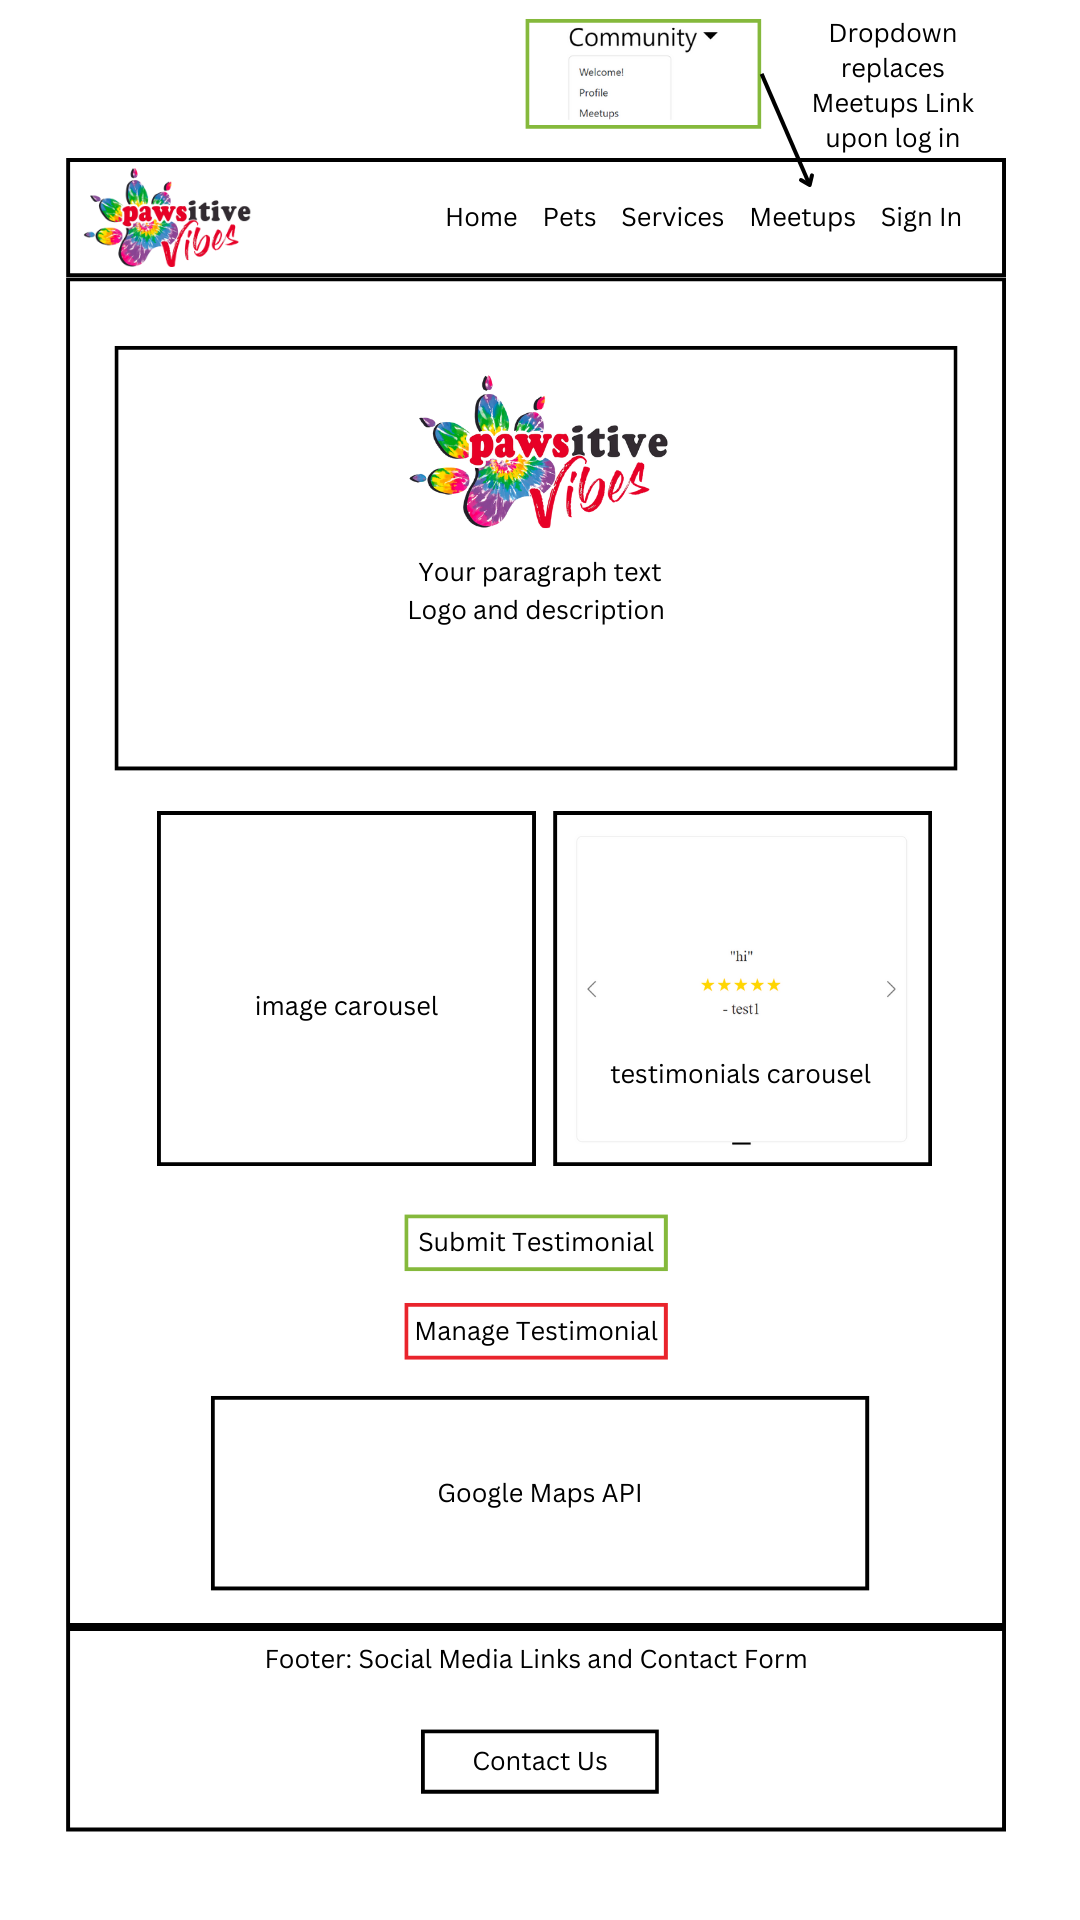 Community
Welcome!
Profile
Meetups
Dropdown
replaces
Meetups Link
upon log in
pawsitive
Vibes
Home Pets Services Meetups Sign In
pawsitive
Vibes
Your paragraph text
Logo and description
image carousel
"hi"
★★★★★
- test1
testimonials carousel
Submit Testimonial
Manage Testimonial
Google Maps API
Footer: Social Media Links and Contact Form
Contact Us